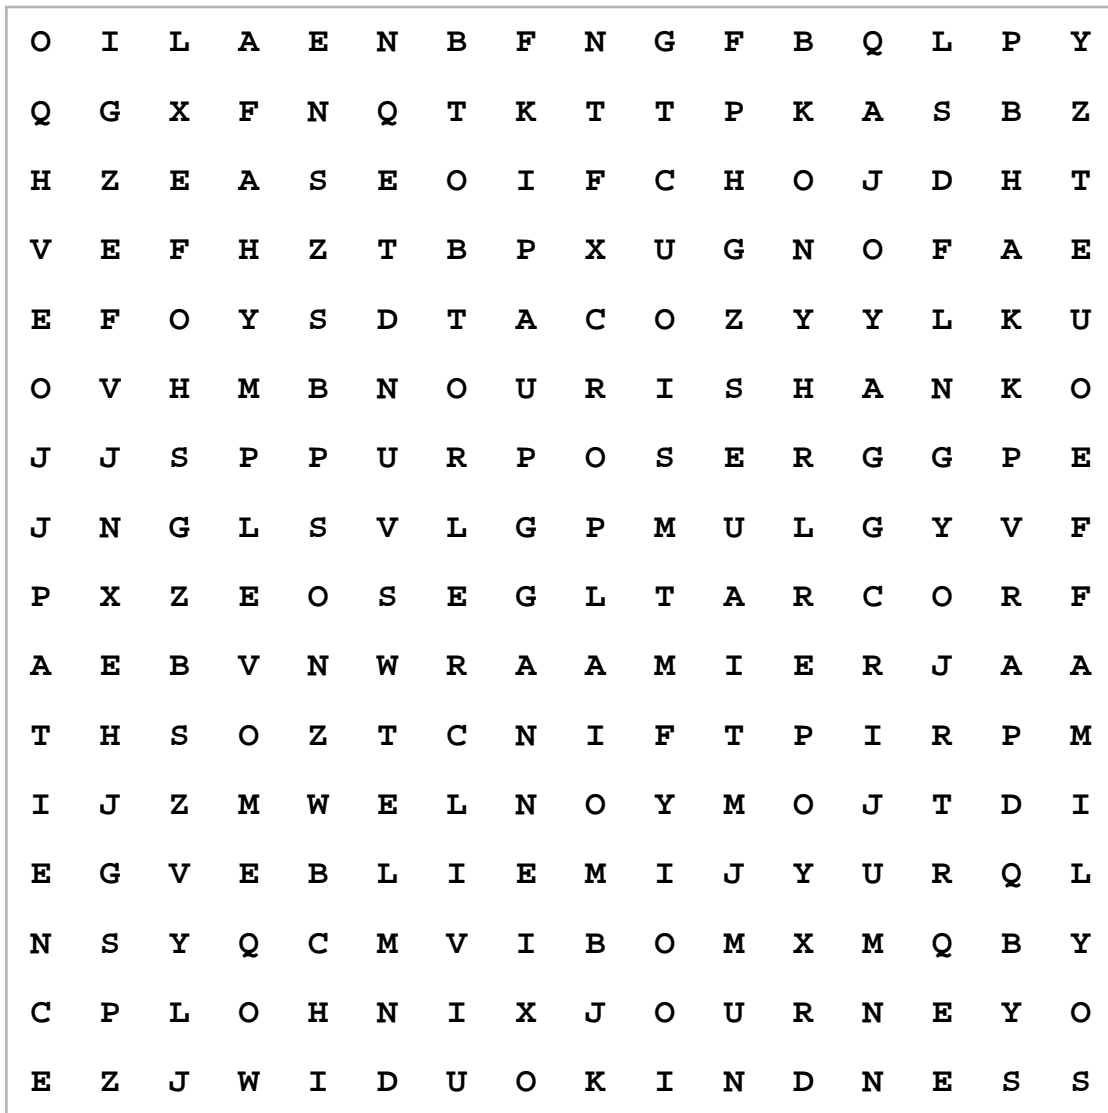 O I L A E N B F N G F B Q L P Y
Q G X F N Q T K T T P K A S B Z
H Z E A S E O I F C H O J D H T
V E F H Z T B P X U G N O F A E
E F O Y S D T A C O Z Y Y L K U
O V H M B N O U R I S H A N K O
J J S P P U R P O S E R G G P E
J N G L S V L G P M U L G Y V F
P X Z E O S E G L T A R C O R F
A E B V N W R A A M I E R J A A
T H S O Z T C N I F T P I R P M
I J Z M W E L N O Y M O J T D I
E G V E B L I E M I J Y U R Q L
N S Y Q C M V I B O M X M Q B Y
C P L O H N I X J O U R N E Y O
E Z J W I D U O K I N D N E S S